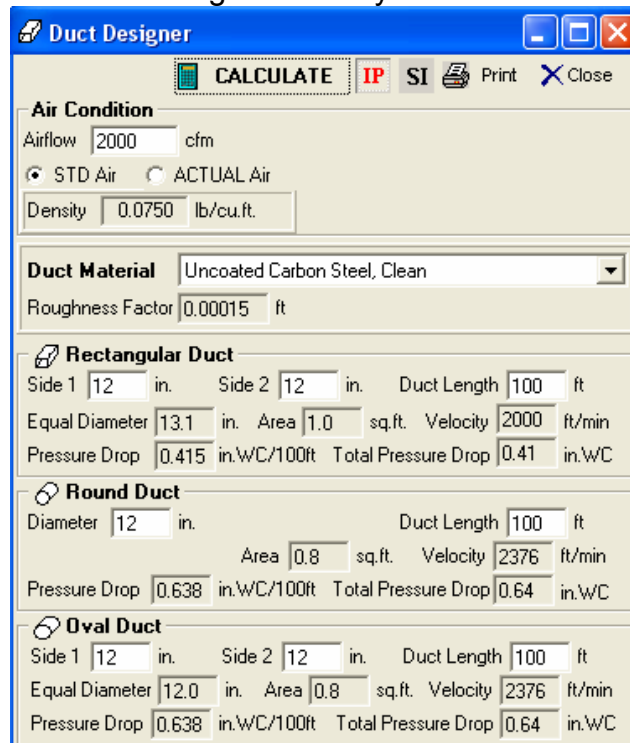 Duct Designer
CALCULATE IP SI Print Close
Air Condition
Airflow 2000 cfm
STD Air ACTUAL Air
Density 0.0750 lb/cu.ft.
Duct Material Uncoated Carbon Steel, Clean
Roughness Factor 0.00015 ft
Rectangular Duct
Side 1 12 in. Side 2 12 in. Duct Length 100 ft
Equal Diameter 13.1 in. Area 1.0 sq.ft. Velocity 2000 ft/min
Pressure Drop 0.415 in.WC/100ft Total Pressure Drop 0.41 in.WC
Round Duct
Diameter 12 in. Duct Length 100 ft
Area 0.8 sq.ft. Velocity 2376 ft/min
Pressure Drop 0.638 in.WC/100ft Total Pressure Drop 0.64 in.WC
Oval Duct
Side 1 12 in. Side 2 12 in. Duct Length 100 ft
Equal Diameter 12.0 in. Area 0.8 sq.ft. Velocity 2376 ft/min
Pressure Drop 0.638 in.WC/100ft Total Pressure Drop 0.64 in.WC